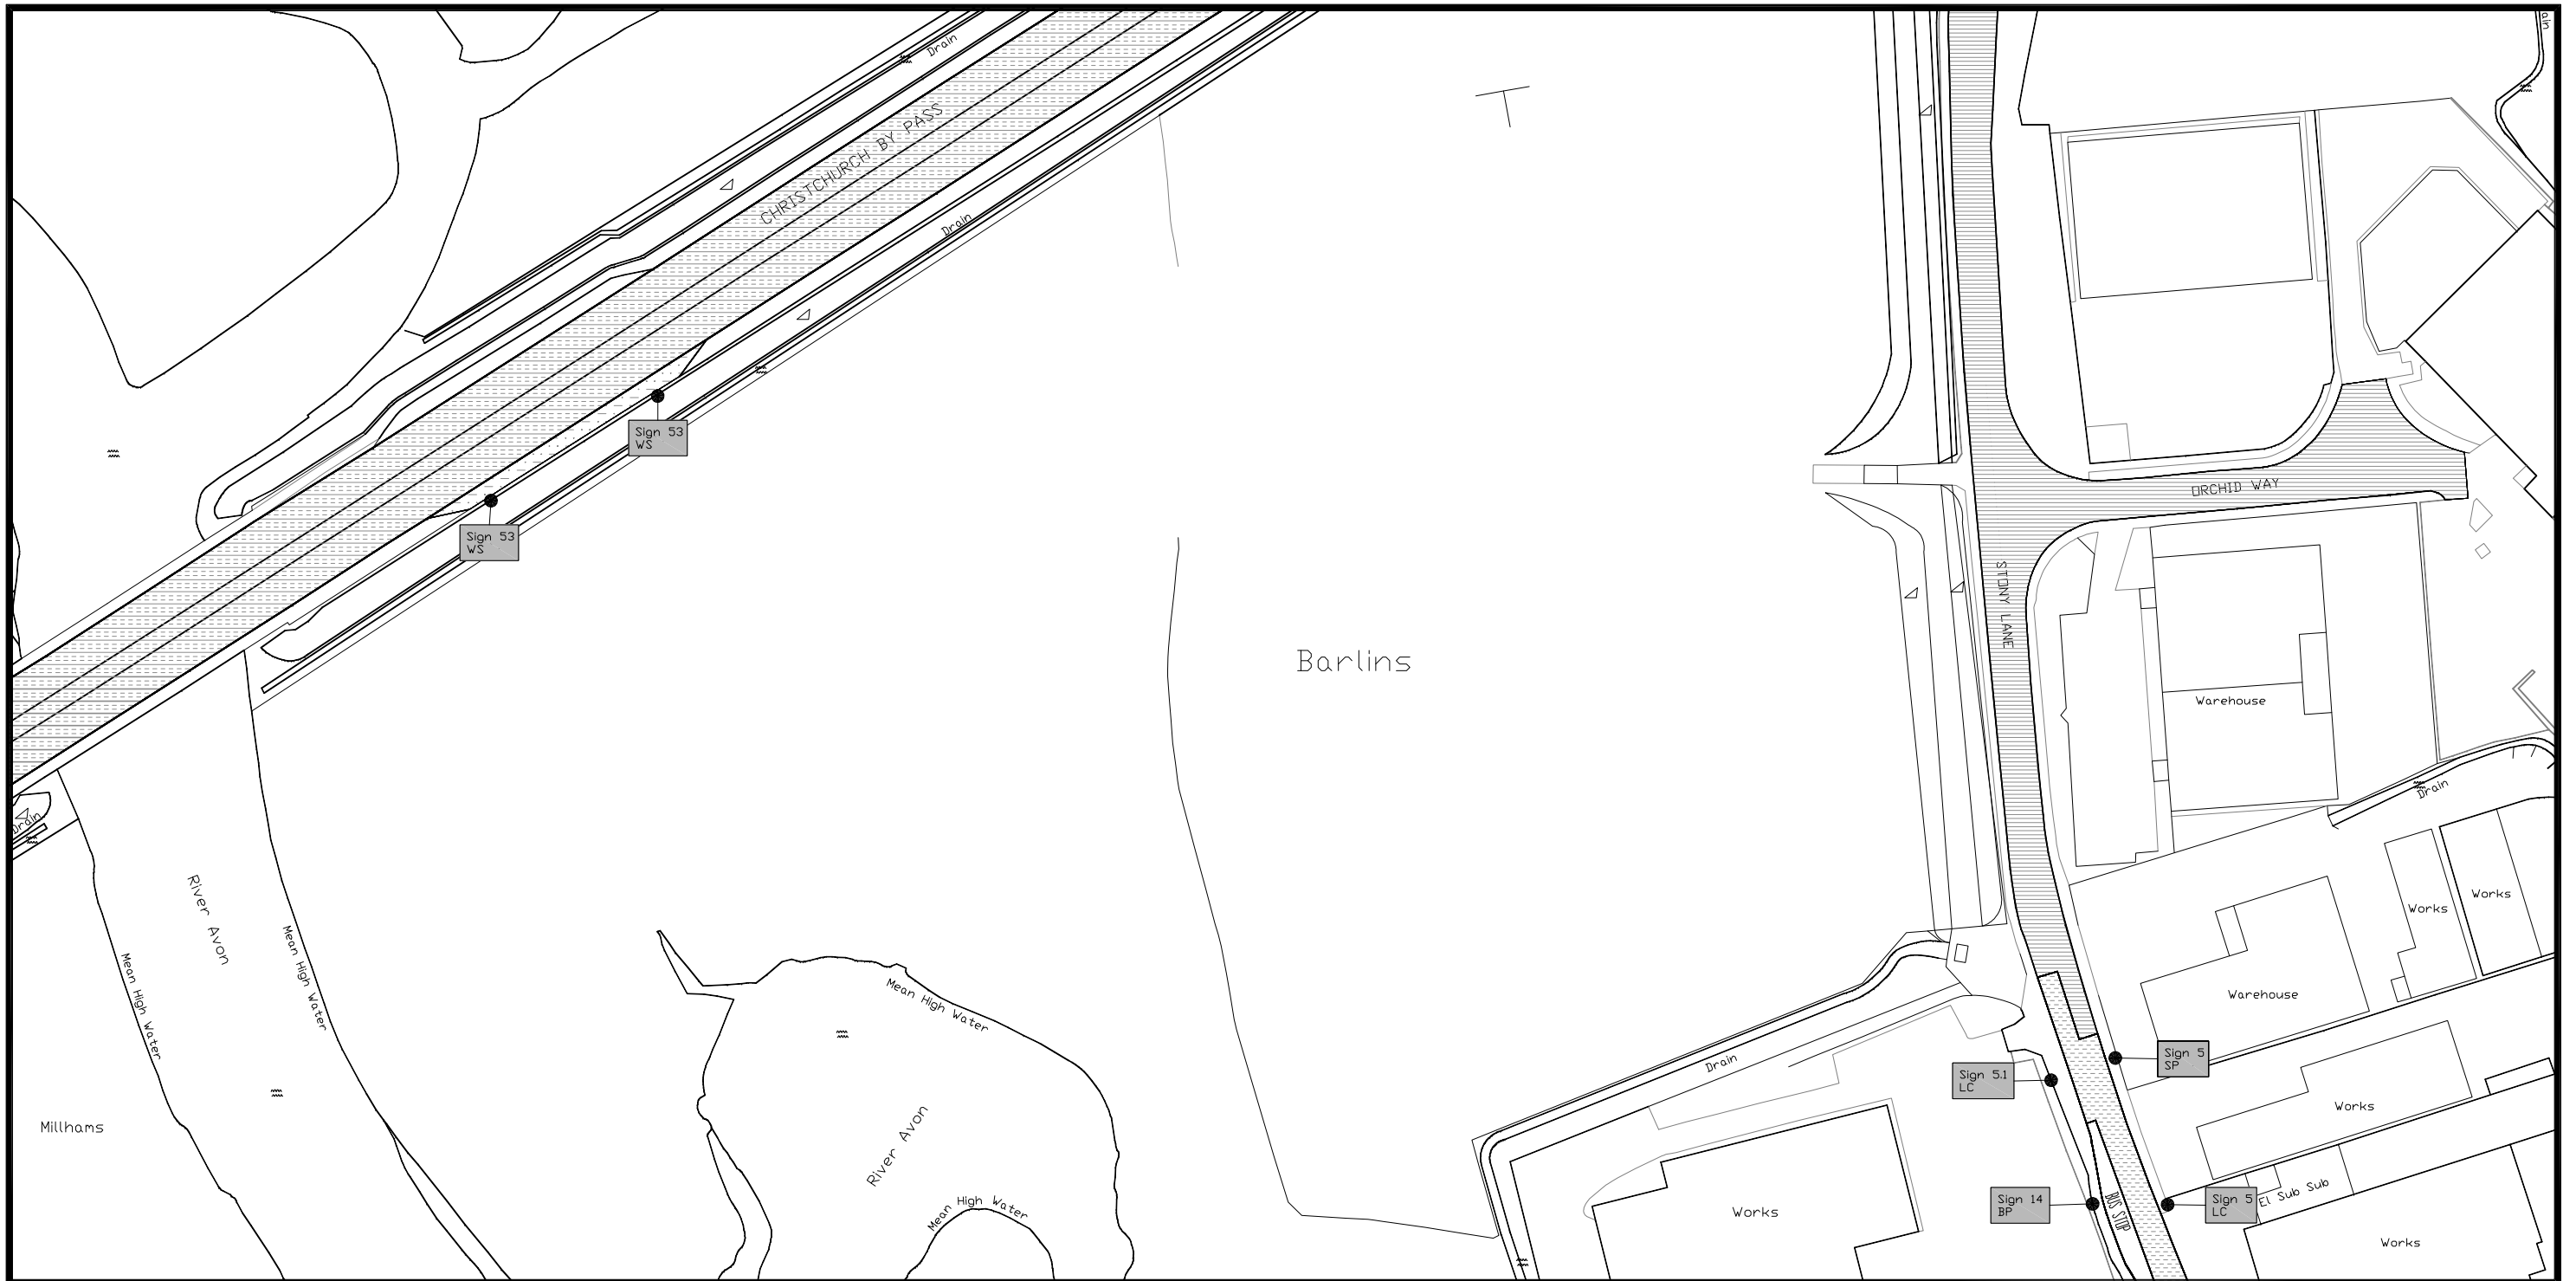 Drain
CHRISTCHURCH BY PASS
Drain
Sign 53
WS
Sign 53
WS
ORCHID WAY
STONY LANE
Barlins
Warehouse
Drain
Drain
River Avon
Mean High Water
Mean High Water
Works
Works
Warehouse
Mean High Water
River Avon
Mean High Water
Millhams
Drain
Sign 5
SP
Sign 5.1
LC
Works
Works
Sign 14
BP
BUS STOP
Sign 5
LC
El Sub Sub
Works